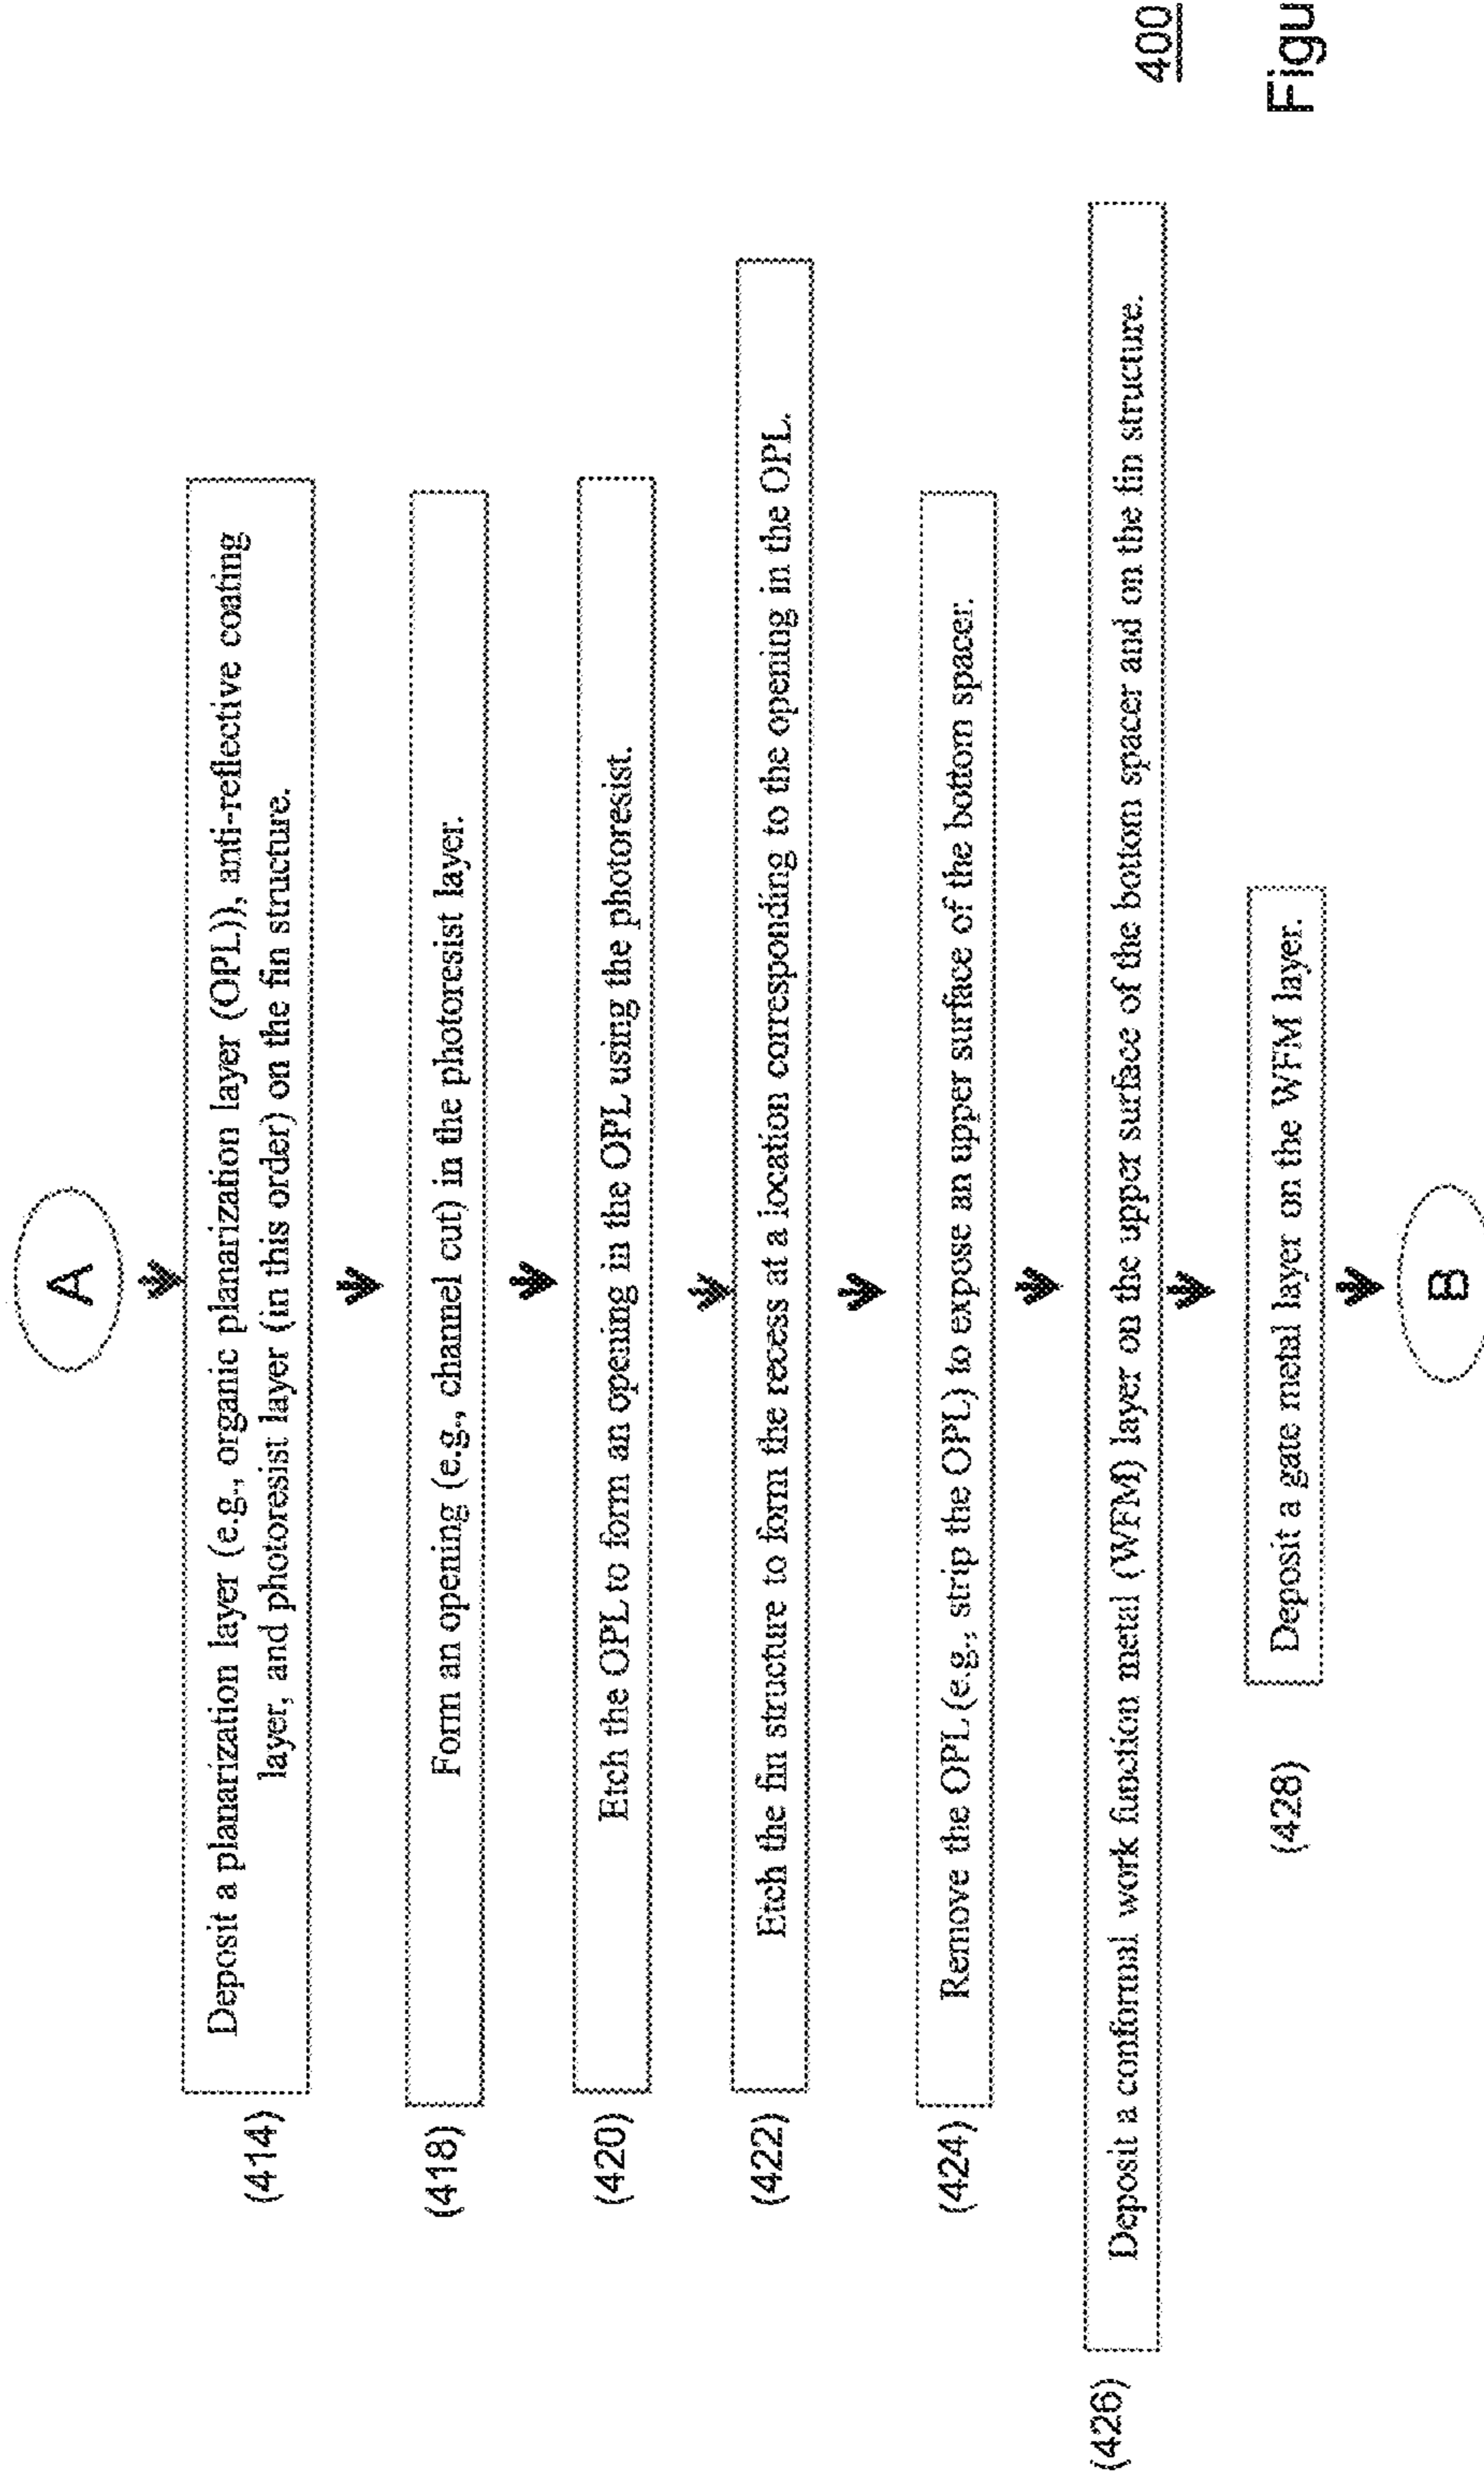 A
(414)
Deposit a planarization layer (e.g., organic planarization layer (OPL)), anti-reflective coating
layer, and photoresist layer (in this order) on the fin structure.
(418)
Form an opening (e.g., channel cut) in the photoresist layer.
(420)
Etch the OPL to form an opening in the OPL using the photoresist.
(422)
Etch the fin structure to form the recess at a location corresponding to the opening in the OPL.
(424)
Remove the OPL (e.g., strip the OPL) to expose an upper surface of the bottom spacer.
(426)
Deposit a conformal work function metal (WFM) layer on the upper surface of the bottom spacer and on the fin structure.
400
(428)
Deposit a gate metal layer on the WFM layer.
Figu
B